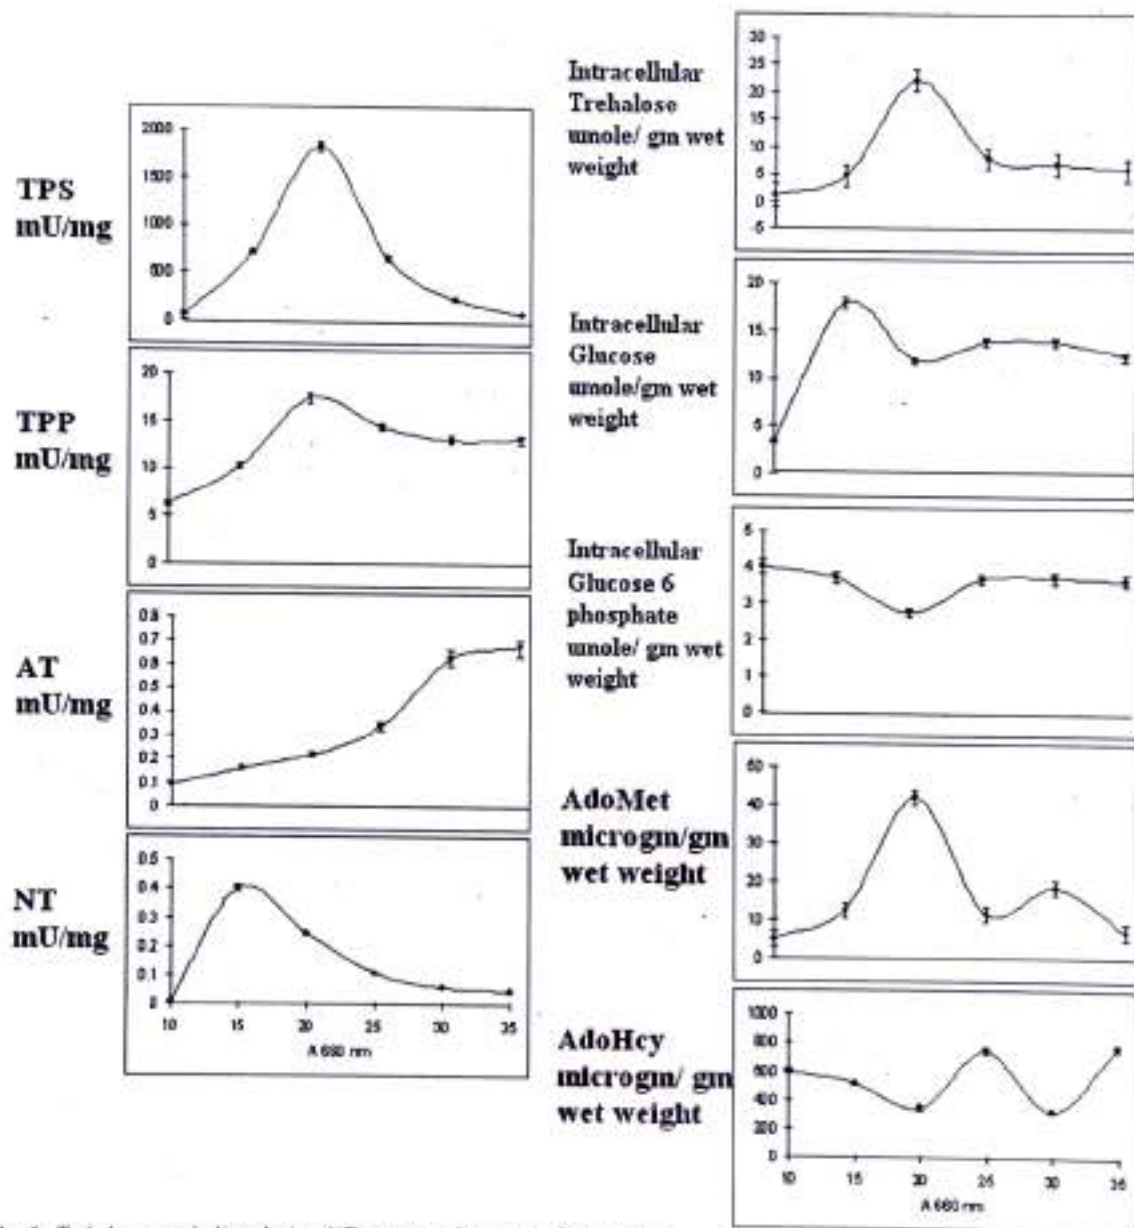 TPS
mU/mg
2000
1500
1000
500
0
TPP
mU/mg
20
15
10
5
0
AT
mU/mg
0.8
0.7
0.6
0.5
0.4
0.3
0.2
0.1
0
NT
mU/mg
0.5
0.4
0.3
0.2
0.1
0
10 15 20 25 30 35
A 660 nm
Intracellular
Trehalose
umole/ gm wet
weight
30
25
20
15
10
5
0
-5
Intracellular
Glucose
umole/gm wet
weight
20
15
10
5
0
Intracellular
Glucose 6
phosphate
umole/ gm wet
weight
5
4
3
2
1
0
AdoMet
microgm/gm
wet weight
50
40
30
20
10
0
AdoHcy
microgm/ gm
wet weight
1000
800
600
400
200
0
10 15 20 25 30 35
A 660 nm